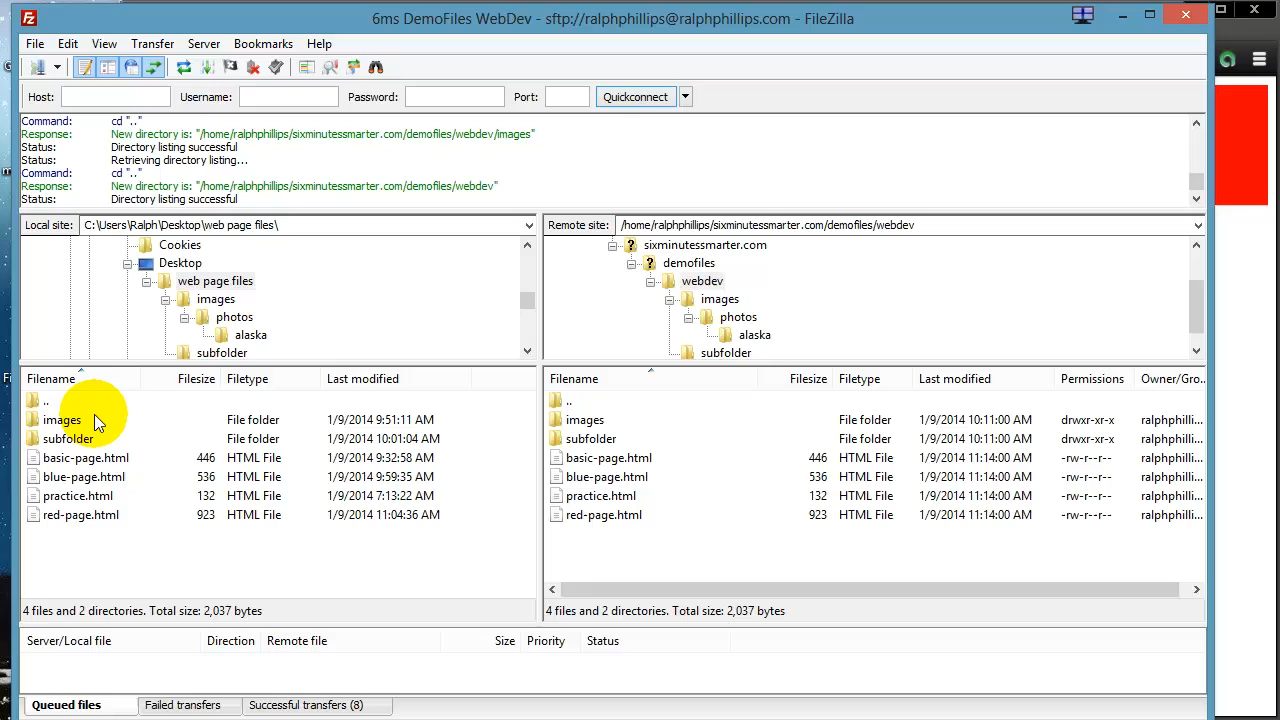 6ms DemoFiles WebDev - sftp://ralphphillips@ralphphillips.com - FileZilla
File Edit View Transfer Server Bookmarks Help
Host: Username: Password: Port: Quickconnect
Command: cd ".."
Response: New directory is: "/home/ralphphillips/sixminutessmarter.com/demofiles/webdev/images"
Status: Directory listing successful
Status: Retrieving directory listing...
Command: cd ".."
Response: New directory is: "/home/ralphphillips/sixminutessmarter.com/demofiles/webdev"
Status: Directory listing successful
Local site: C:\Users\Ralph\Desktop\web page files\
Cookies
Desktop
web page files
images
photos
alaska
subfolder
Remote site: /home/ralphphillips/sixminutessmarter.com/demofiles/webdev
sixminutessmarter.com
demofiles
webdev
images
photos
alaska
subfolder
Filename Filesize Filetype Last modified
..
images File folder 1/9/2014 9:51:11 AM
subfolder File folder 1/9/2014 10:01:04 AM
basic-page.html 446 HTML File 1/9/2014 9:32:58 AM
blue-page.html 536 HTML File 1/9/2014 9:59:35 AM
practice.html 132 HTML File 1/9/2014 7:13:22 AM
red-page.html 923 HTML File 1/9/2014 11:04:36 AM
4 files and 2 directories. Total size: 2,037 bytes
Filename Filesize Filetype Last modified Permissions Owner/Gro...
..
images File folder 1/9/2014 10:11:00 AM drwxr-xr-x ralphphilli...
subfolder File folder 1/9/2014 10:11:00 AM drwxr-xr-x ralphphilli...
basic-page.html 446 HTML File 1/9/2014 11:14:00 AM -rw-r--r-- ralphphilli...
blue-page.html 536 HTML File 1/9/2014 11:14:00 AM -rw-r--r-- ralphphilli...
practice.html 132 HTML File 1/9/2014 11:14:00 AM -rw-r--r-- ralphphilli...
red-page.html 923 HTML File 1/9/2014 11:14:00 AM -rw-r--r-- ralphphilli...
4 files and 2 directories. Total size: 2,037 bytes
Server/Local file Direction Remote file Size Priority Status
Queued files Failed transfers Successful transfers (8)